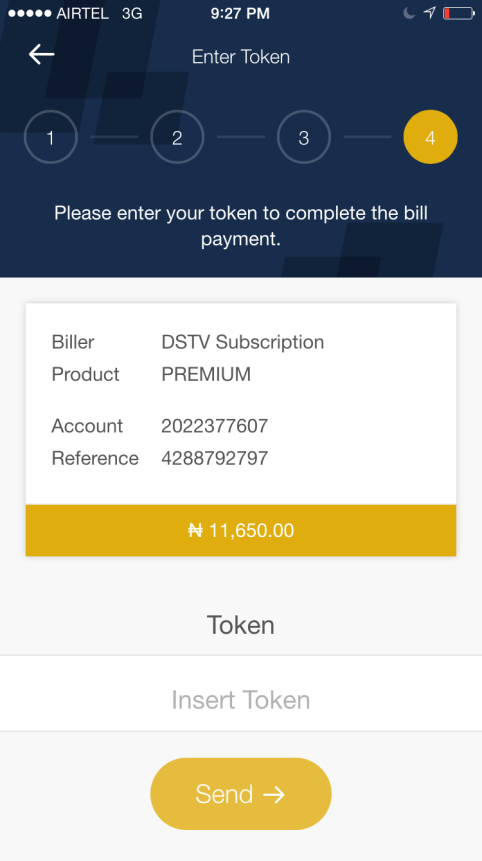 AIRTEL 3G 9:27 PM
Enter Token
1 2 3 4
Please enter your token to complete the bill
payment.
Biller DSTV Subscription
Product PREMIUM
Account 2022377607
Reference 4288792797
₦ 11,650.00
Token
Insert Token
Send →